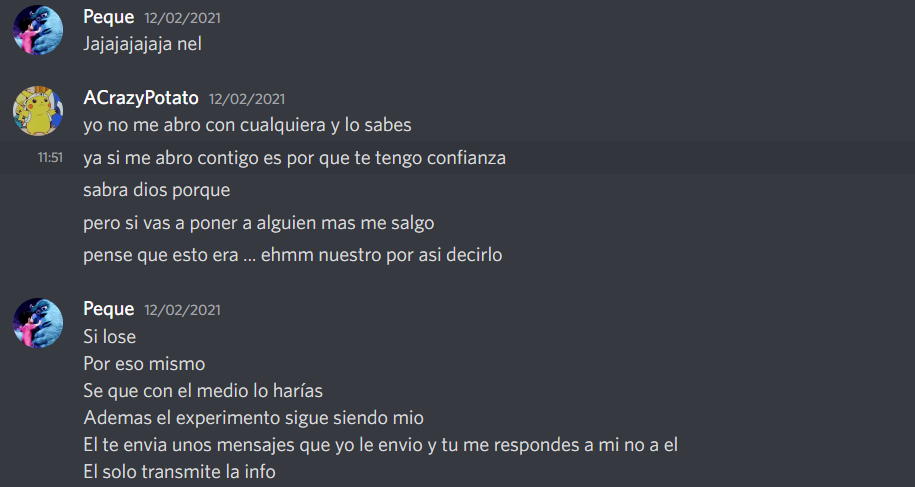 Peque 12/02/2021
Jajajajajaja nel
ACrazyPotato 12/02/2021
yo no me abro con cualquiera y lo sabes
11:51 ya si me abro contigo es por que te tengo confianza
sabra dios porque
pero si vas a poner a alguien mas me salgo
pense que esto era ... ehmm nuestro por asi decirlo
Peque 12/02/2021
Si lose
Por eso mismo
Se que con el medio lo harías
Ademas el experimento sigue siendo mio
El te envia unos mensajes que yo le envio y tu me respondes a mi no a el
El solo transmite la info